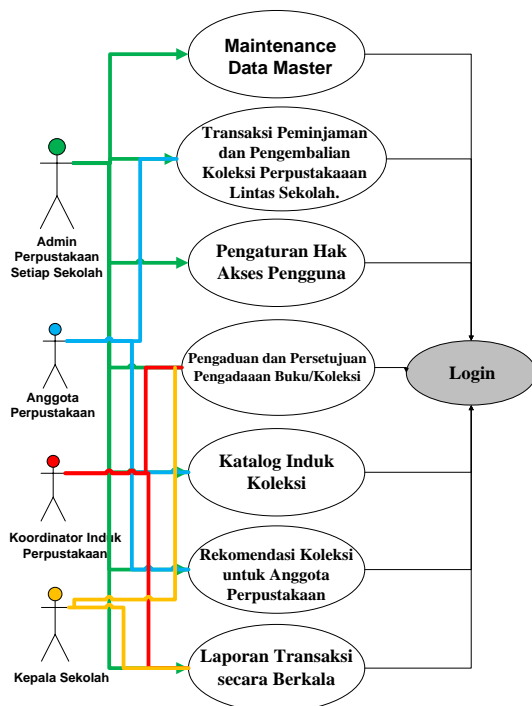 Maintenance
Data Master
Transaksi Peminjaman
dan Pengembalian
Koleksi Perpustakaaan
Lintas Sekolah.
Admin
Perpustakaan
Setiap Sekolah
Pengaturan Hak
Akses Pengguna
Anggota
Perpustakaan
Pengaduan dan Persetujuan
Pengadaaan Buku/Koleksi
Login
Katalog Induk
Koleksi
Koordinator Induk
Perpustakaan
Rekomendasi Koleksi
untuk Anggota
Perpustakaan
Kepala Sekolah
Laporan Transaksi
secara Berkala